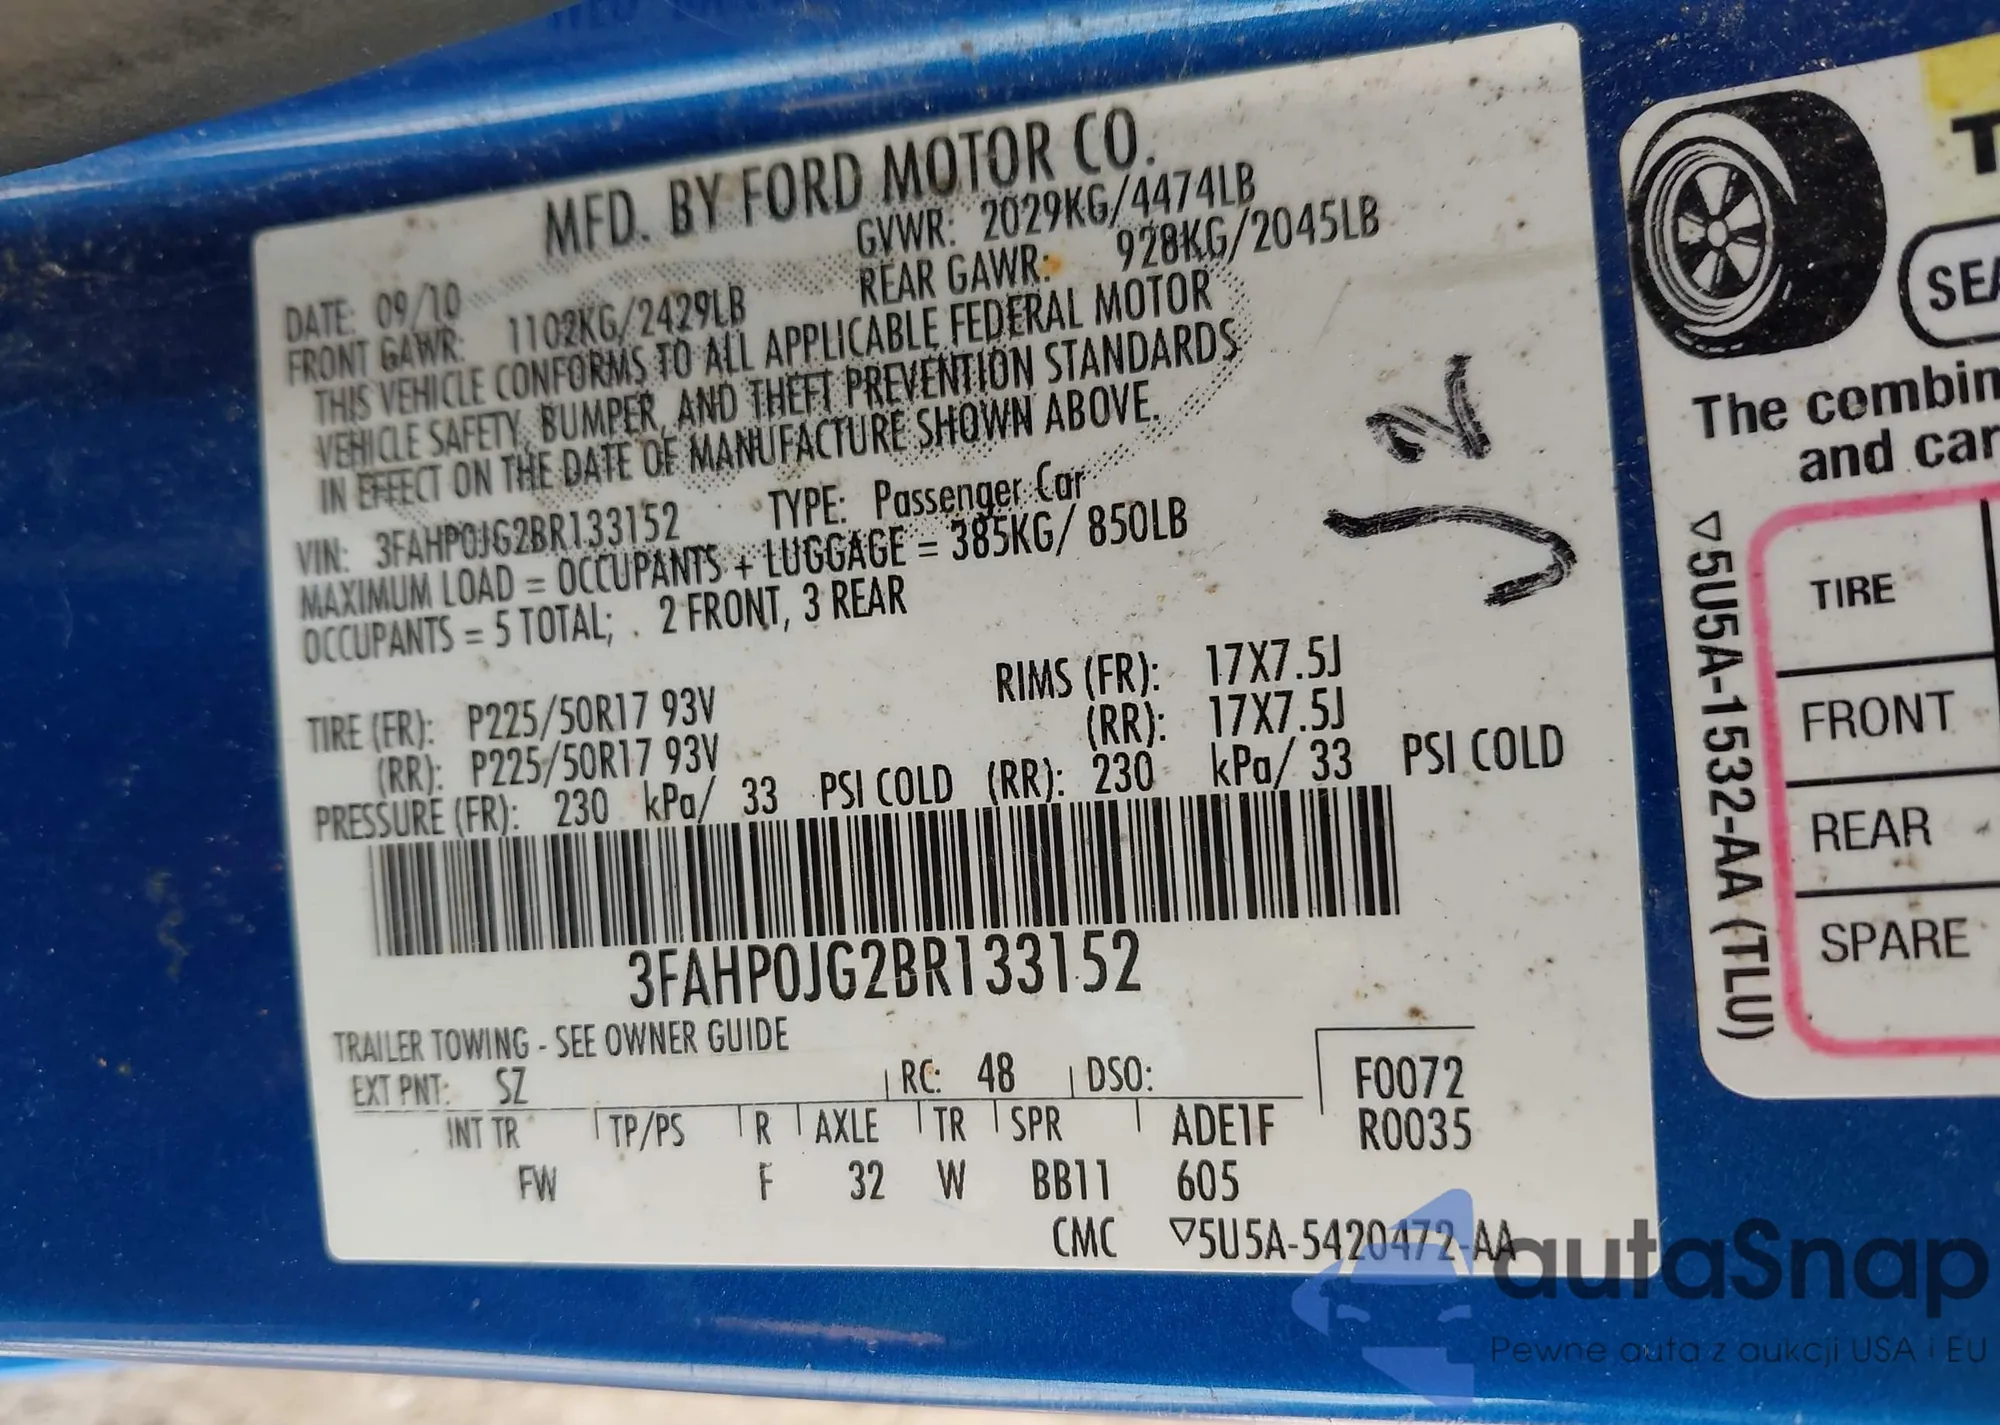 MFD. BY FORD MOTOR CO.
DATE: 09/10 GVWR: 2029KG/4474LB
FRONT GAWR: 1102KG/2429LB REAR GAWR: 928KG/2045LB
THIS VEHICLE CONFORMS TO ALL APPLICABLE FEDERAL MOTOR
VEHICLE SAFETY, BUMPER, AND THEFT PREVENTION STANDARDS
IN EFFECT ON THE DATE OF MANUFACTURE SHOWN ABOVE.
VIN: 3FAHP0JG2BR133152 TYPE: Passenger Car
MAXIMUM LOAD = OCCUPANTS + LUGGAGE = 385KG/ 850LB
OCCUPANTS = 5 TOTAL; 2 FRONT, 3 REAR
TIRE (FR): P225/50R17 93V RIMS (FR): 17X7.5J
(RR): P225/50R17 93V (RR): 17X7.5J
PRESSURE (FR): 230 kPa/ 33 PSI COLD (RR): 230 kPa/ 33 PSI COLD
3FAHP0JG2BR133152
TRAILER TOWING - SEE OWNER GUIDE
EXT PNT: SZ RC: 48 DSO: F0072
INT TR TP/PS R AXLE TR SPR ADE1F R0035
FW F 32 W BB11 605
CMC ▽5U5A-5420472-AA
The combin
and car
▽5U5A-1532-AA (TLU)
TIRE
FRONT
REAR
SPARE
autaSnap
Pewne auta z aukcji USA i EU